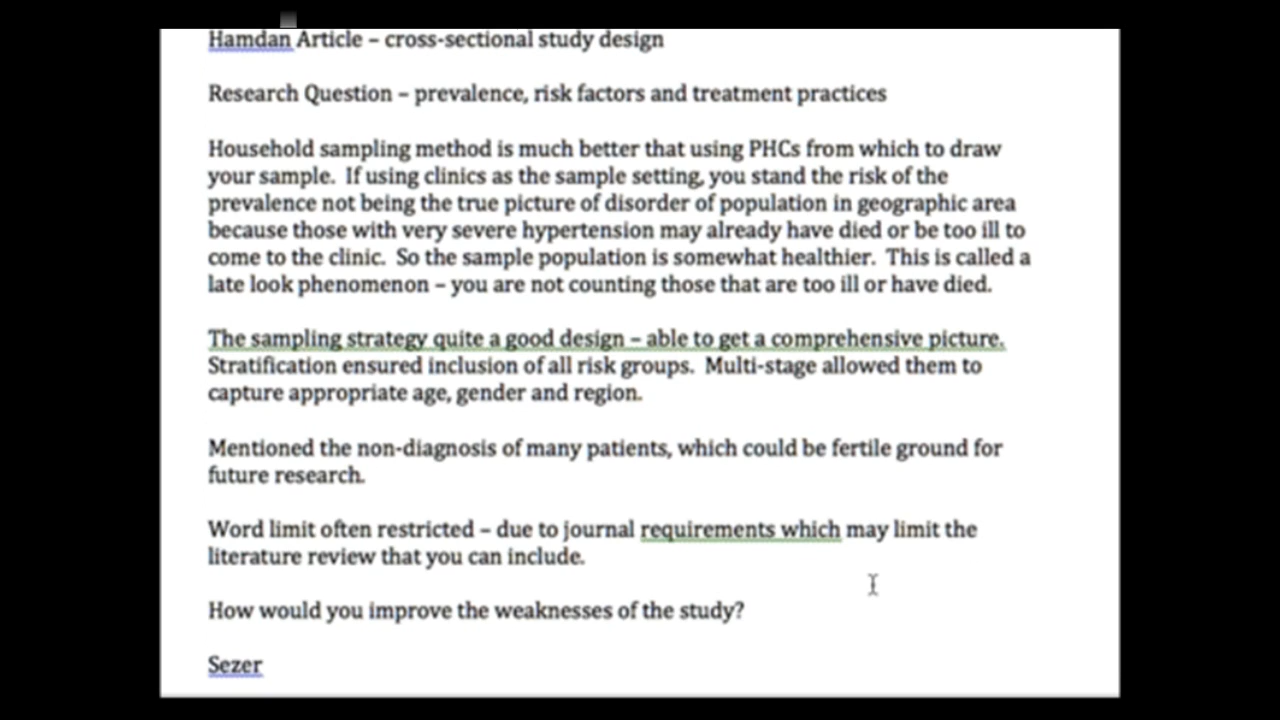 Hamdan Article – cross-sectional study design
Research Question – prevalence, risk factors and treatment practices
Household sampling method is much better that using PHCs from which to draw
your sample.  If using clinics as the sample setting, you stand the risk of the
prevalence not being the true picture of disorder of population in geographic area
because those with very severe hypertension may already have died or be too ill to
come to the clinic.  So the sample population is somewhat healthier.  This is called a
late look phenomenon – you are not counting those that are too ill or have died.
The sampling strategy quite a good design – able to get a comprehensive picture.
Stratification ensured inclusion of all risk groups.  Multi-stage allowed them to
capture appropriate age, gender and region.
Mentioned the non-diagnosis of many patients, which could be fertile ground for
future research.
Word limit often restricted – due to journal requirements which may limit the
literature review that you can include.
How would you improve the weaknesses of the study?
Sezer